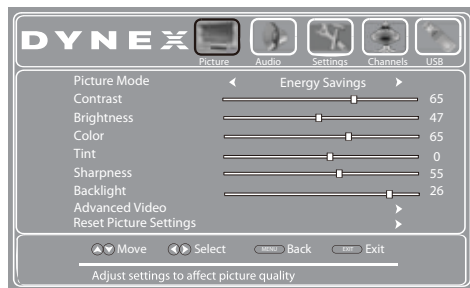 DYNEX
Picture Audio Settings Channels USB
Picture Mode Energy Savings
Contrast 65
Brightness 47
Color 65
Tint 0
Sharpness 55
Backlight 26
Advanced Video
Reset Picture Settings
Move Select MENU Back EXIT Exit
Adjust settings to affect picture quality